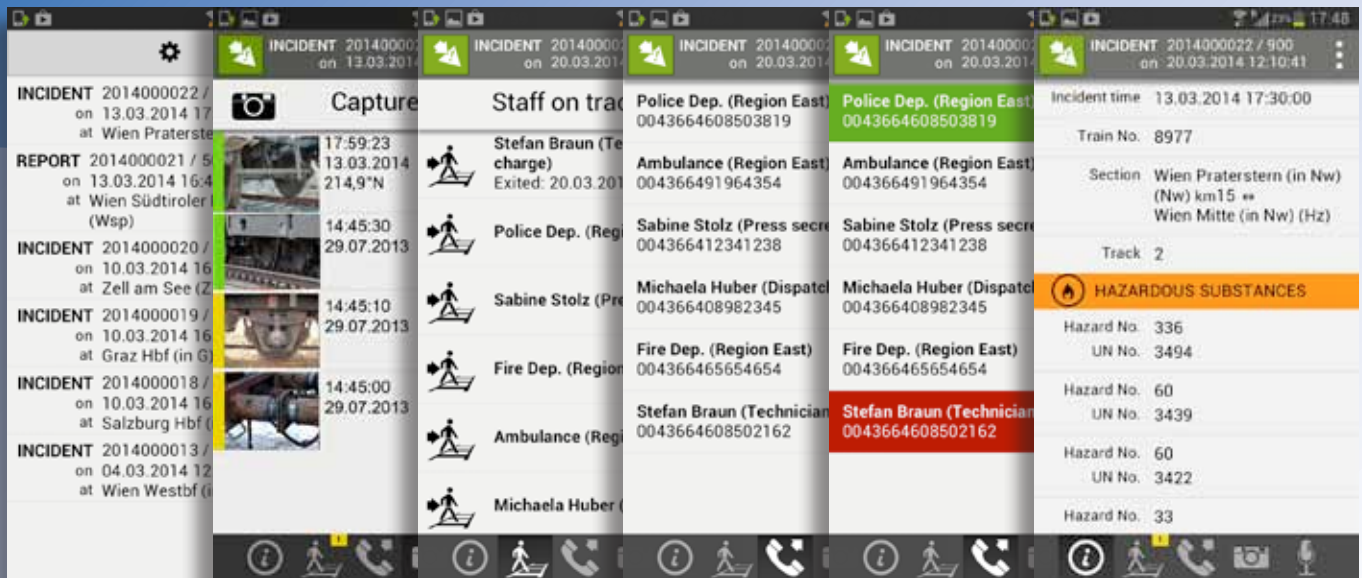 INCIDENT 2014000022 /
on 13.03.2014 17
at Wien Praterste
REPORT 2014000021 / 5
on 13.03.2014 16:4
at Wien Südtiroler
(Wsp)
INCIDENT 2014000020 /
on 10.03.2014 16
at Zell am See (Z
INCIDENT 2014000019 /
on 10.03.2014 16
at Graz Hbf (in G)
INCIDENT 2014000018 /
on 10.03.2014 16
at Salzburg Hbf (
INCIDENT 2014000013 /
on 04.03.2014 12
at Wien Westbf (i
INCIDENT 20140000
on 13.03.2014
Capture
17:59:23
13.03.2014
214,9"N
14:45:30
29.07.2013
14:45:10
29.07.2013
14:45:00
29.07.2013
INCIDENT 20140000
on 20.03.201
Staff on trac
Stefan Braun (Te
charge)
Exited: 20.03.201
Police Dep. (Regi
Sabine Stolz (Pre
Fire Dep. (Region
Ambulance (Regi
Michaela Huber (
INCIDENT 20140000
on 20.03.201
Police Dep. (Region East)
0043664608503819
Ambulance (Region East)
004366491964354
Sabine Stolz (Press secre
004366412341238
Michaela Huber (Dispatc
004366408982345
Fire Dep. (Region East)
004366465654654
Stefan Braun (Technician
0043664608502162
INCIDENT 20140000
on 20.03.201
Police Dep. (Region East)
0043664608503819
Ambulance (Region East)
004366491964354
Sabine Stolz (Press secre
004366412341238
Michaela Huber (Dispatc
004366408982345
Fire Dep. (Region East)
004366465654654
Stefan Braun (Technician
0043664608502162
17:48
INCIDENT 2014000022 / 900
on 20.03.2014 12:10:41
Incident time 13.03.2014 17:30:00
Train No. 8977
Section Wien Praterstern (in Nw)
(Nw) km15 ↔
Wien Mitte (in Nw) (Hz)
Track 2
HAZARDOUS SUBSTANCES
Hazard No. 336
UN No. 3494
Hazard No. 60
UN No. 3439
Hazard No. 60
UN No. 3422
Hazard No. 33